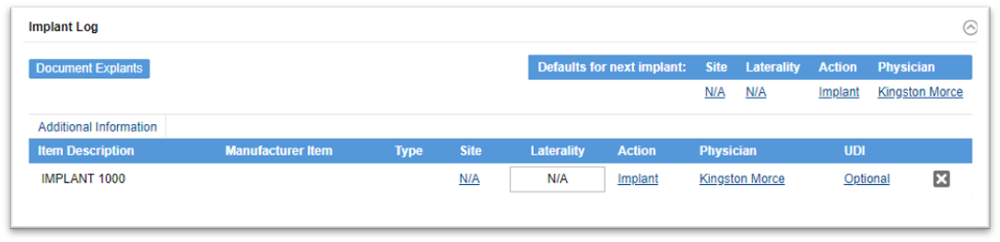 Implant Log
Document Explants
Defaults for next implant: Site Laterality Action Physician
N/A N/A Implant Kingston Morce
Additional Information
Item Description Manufacturer Item Type Site Laterality Action Physician UDI
IMPLANT 1000 N/A N/A Implant Kingston Morce Optional